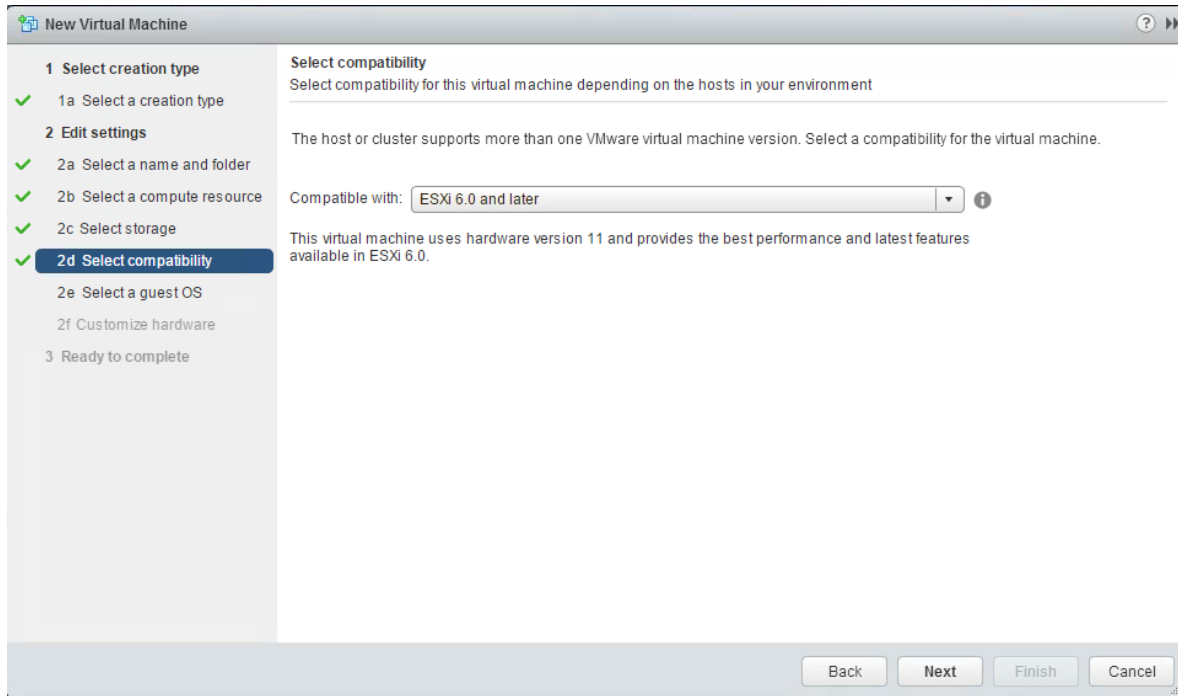 New Virtual Machine
1 Select creation type
1a Select a creation type
2 Edit settings
2a Select a name and folder
2b Select a compute resource
2c Select storage
2d Select compatibility
2e Select a guest OS
2f Customize hardware
3 Ready to complete
Select compatibility
Select compatibility for this virtual machine depending on the hosts in your environment
The host or cluster supports more than one VMware virtual machine version. Select a compatibility for the virtual machine.
Compatible with: ESXi 6.0 and later
This virtual machine uses hardware version 11 and provides the best performance and latest features
available in ESXi 6.0.
Back Next Finish Cancel